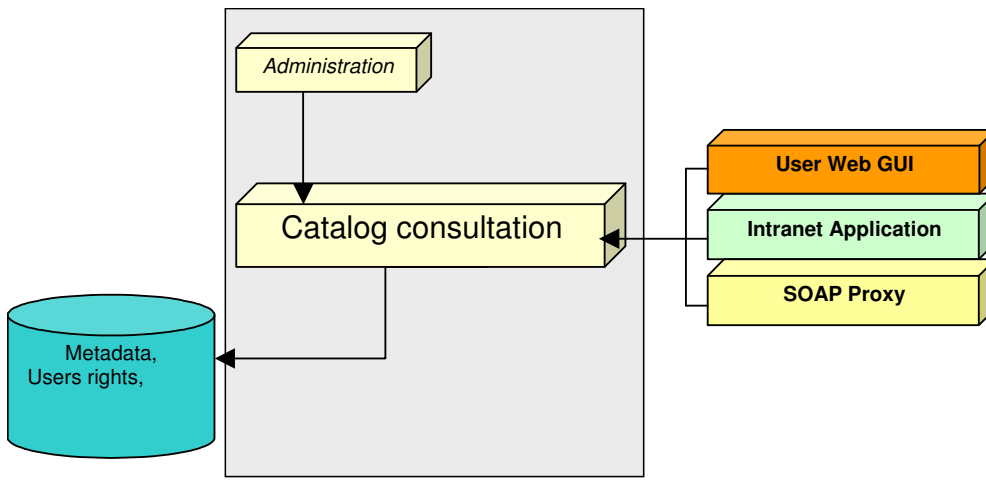 Administration
Catalog consultation
User Web GUI
Intranet Application
SOAP Proxy
Metadata,
Users rights,